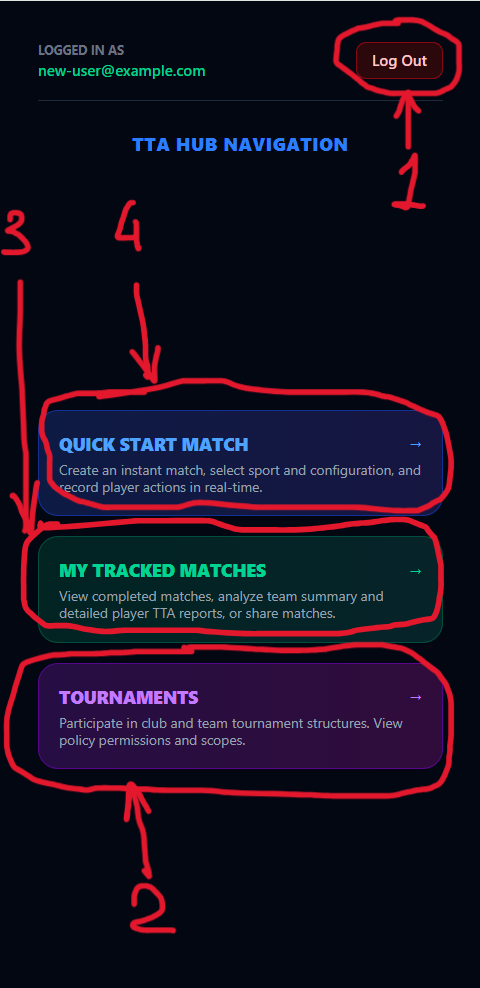 LOGGED IN AS
new-user@example.com
Log Out
TTA HUB NAVIGATION
1
3
4
QUICK START MATCH →
Create an instant match, select sport and configuration, and
record player actions in real-time.
MY TRACKED MATCHES →
View completed matches, analyze team summary and
detailed player TTA reports, or share matches.
TOURNAMENTS →
Participate in club and team tournament structures. View
policy permissions and scopes.
2